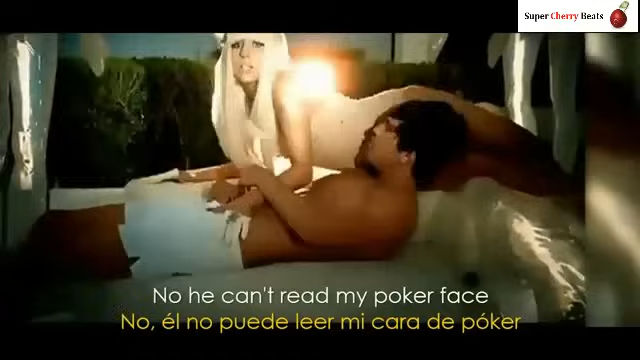 Super Cherry Beats
No he can't read my poker face
No, él no puede leer mi cara de póker